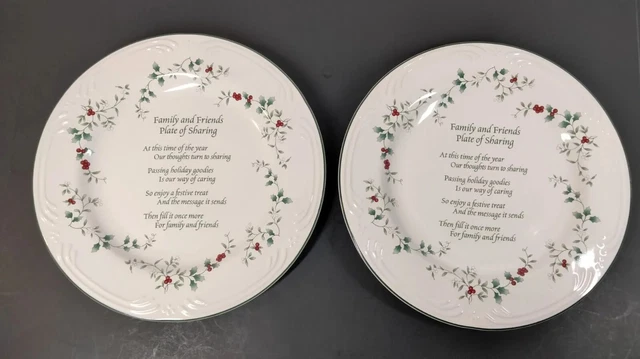 Family and Friends
Plate of Sharing
At this time of the year
Our thoughts turn to sharing
Passing holiday goodies
Is our way of caring
So enjoy a festive treat
And the message it sends
Then fill it once more
For family and friends
Family and Friends
Plate of Sharing
At this time of the year
Our thoughts turn to sharing
Passing holiday goodies
Is our way of caring
So enjoy a festive treat
And the message it sends
Then fill it once more
For family and friends